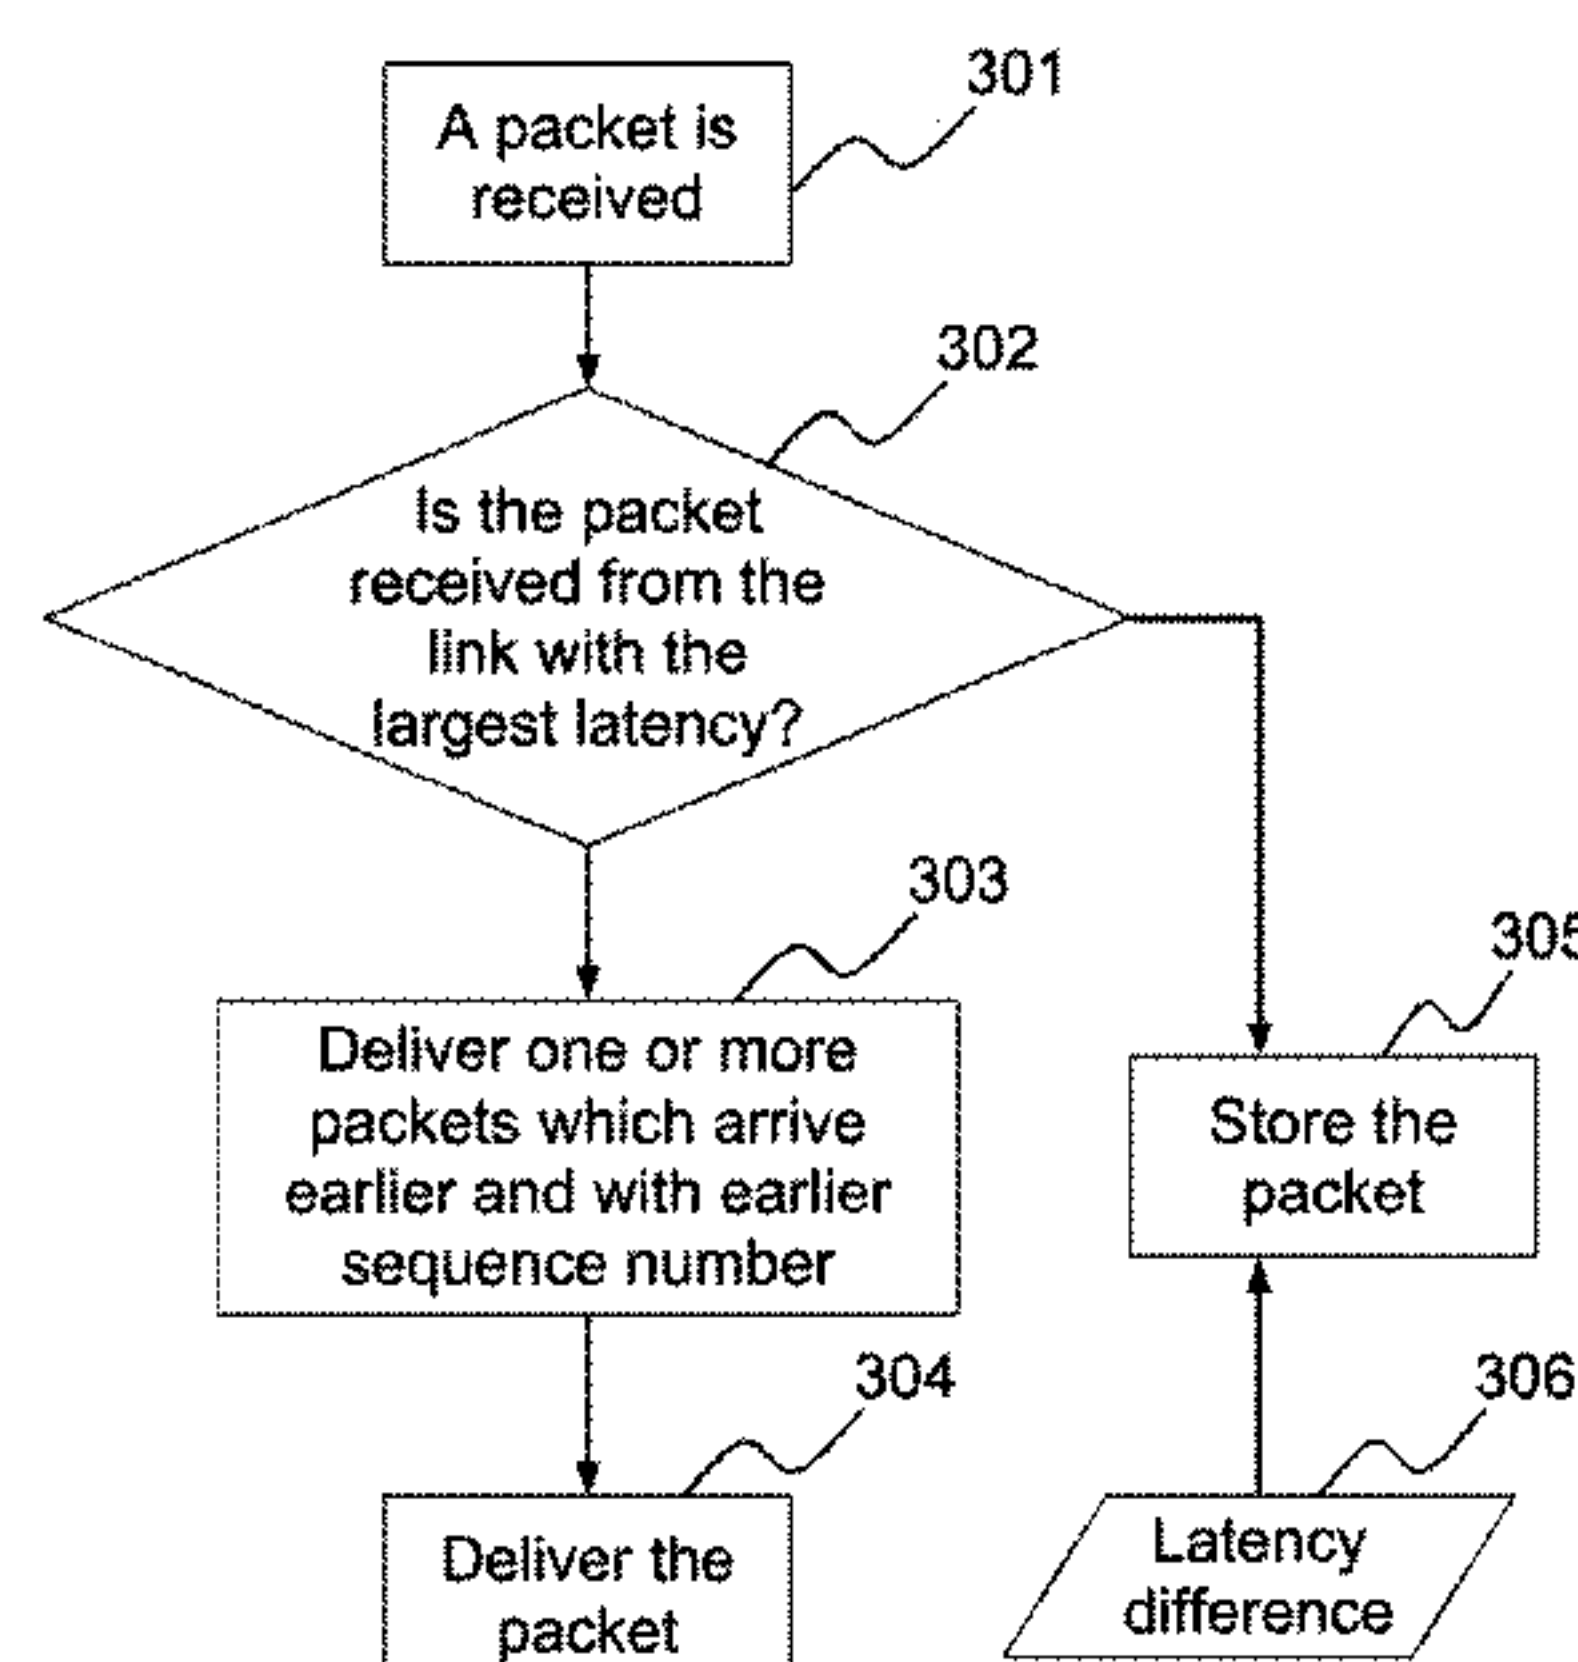 301
A packet is
received
302
Is the packet
received from the
link with the
largest latency?
303
Deliver one or more
packets which arrive
earlier and with earlier
sequence number
305
Store the
packet
304
Deliver the
packet
306
Latency
difference